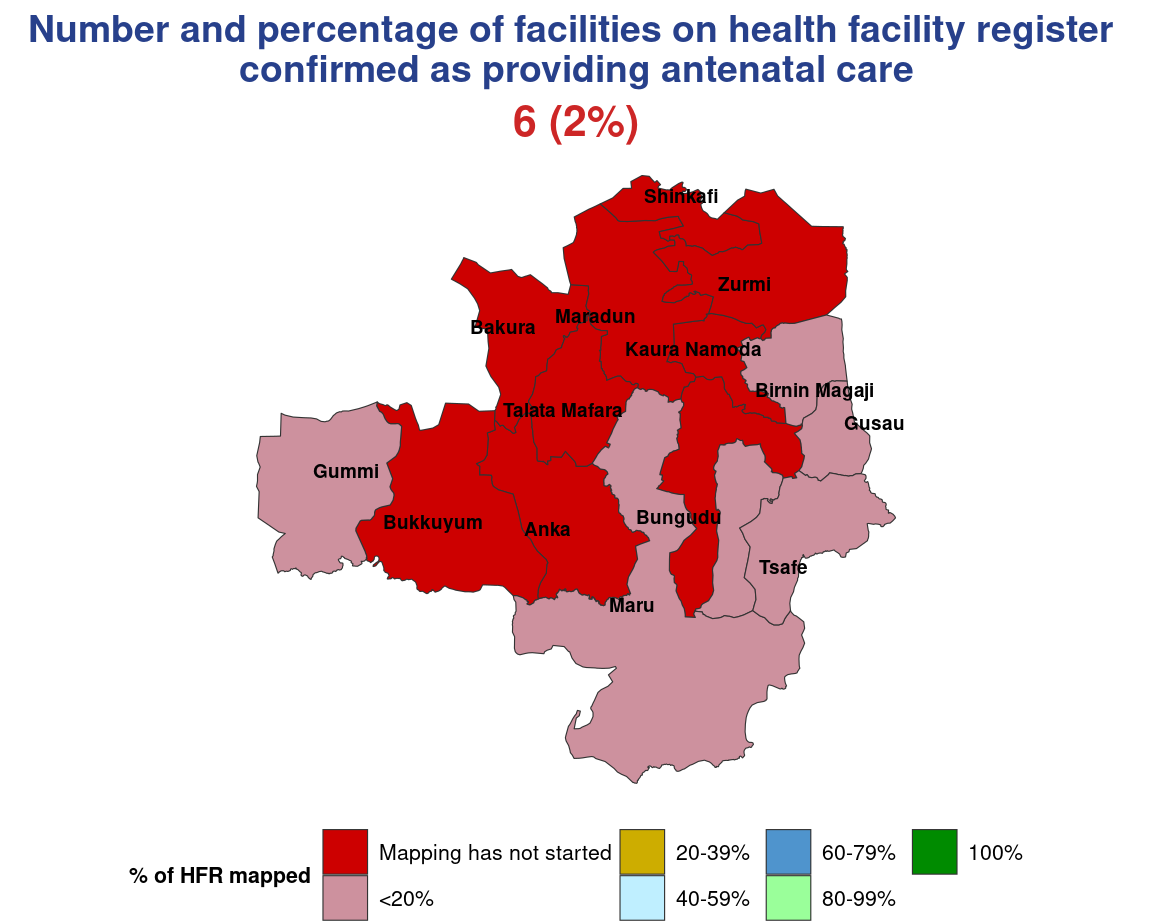 Number and percentage of facilities on health facility register
confirmed as providing antenatal care
6 (2%)
Shinkafi
Zurmi
Maradun
Bakura
Kaura Namoda
Birnin Magaji
Talata Mafara
Gusau
Gummi
Bungudu
Bukkuyum
Anka
Tsafe
Maru
% of HFR mapped
Mapping has not started
<20%
20-39%
40-59%
60-79%
80-99%
100%